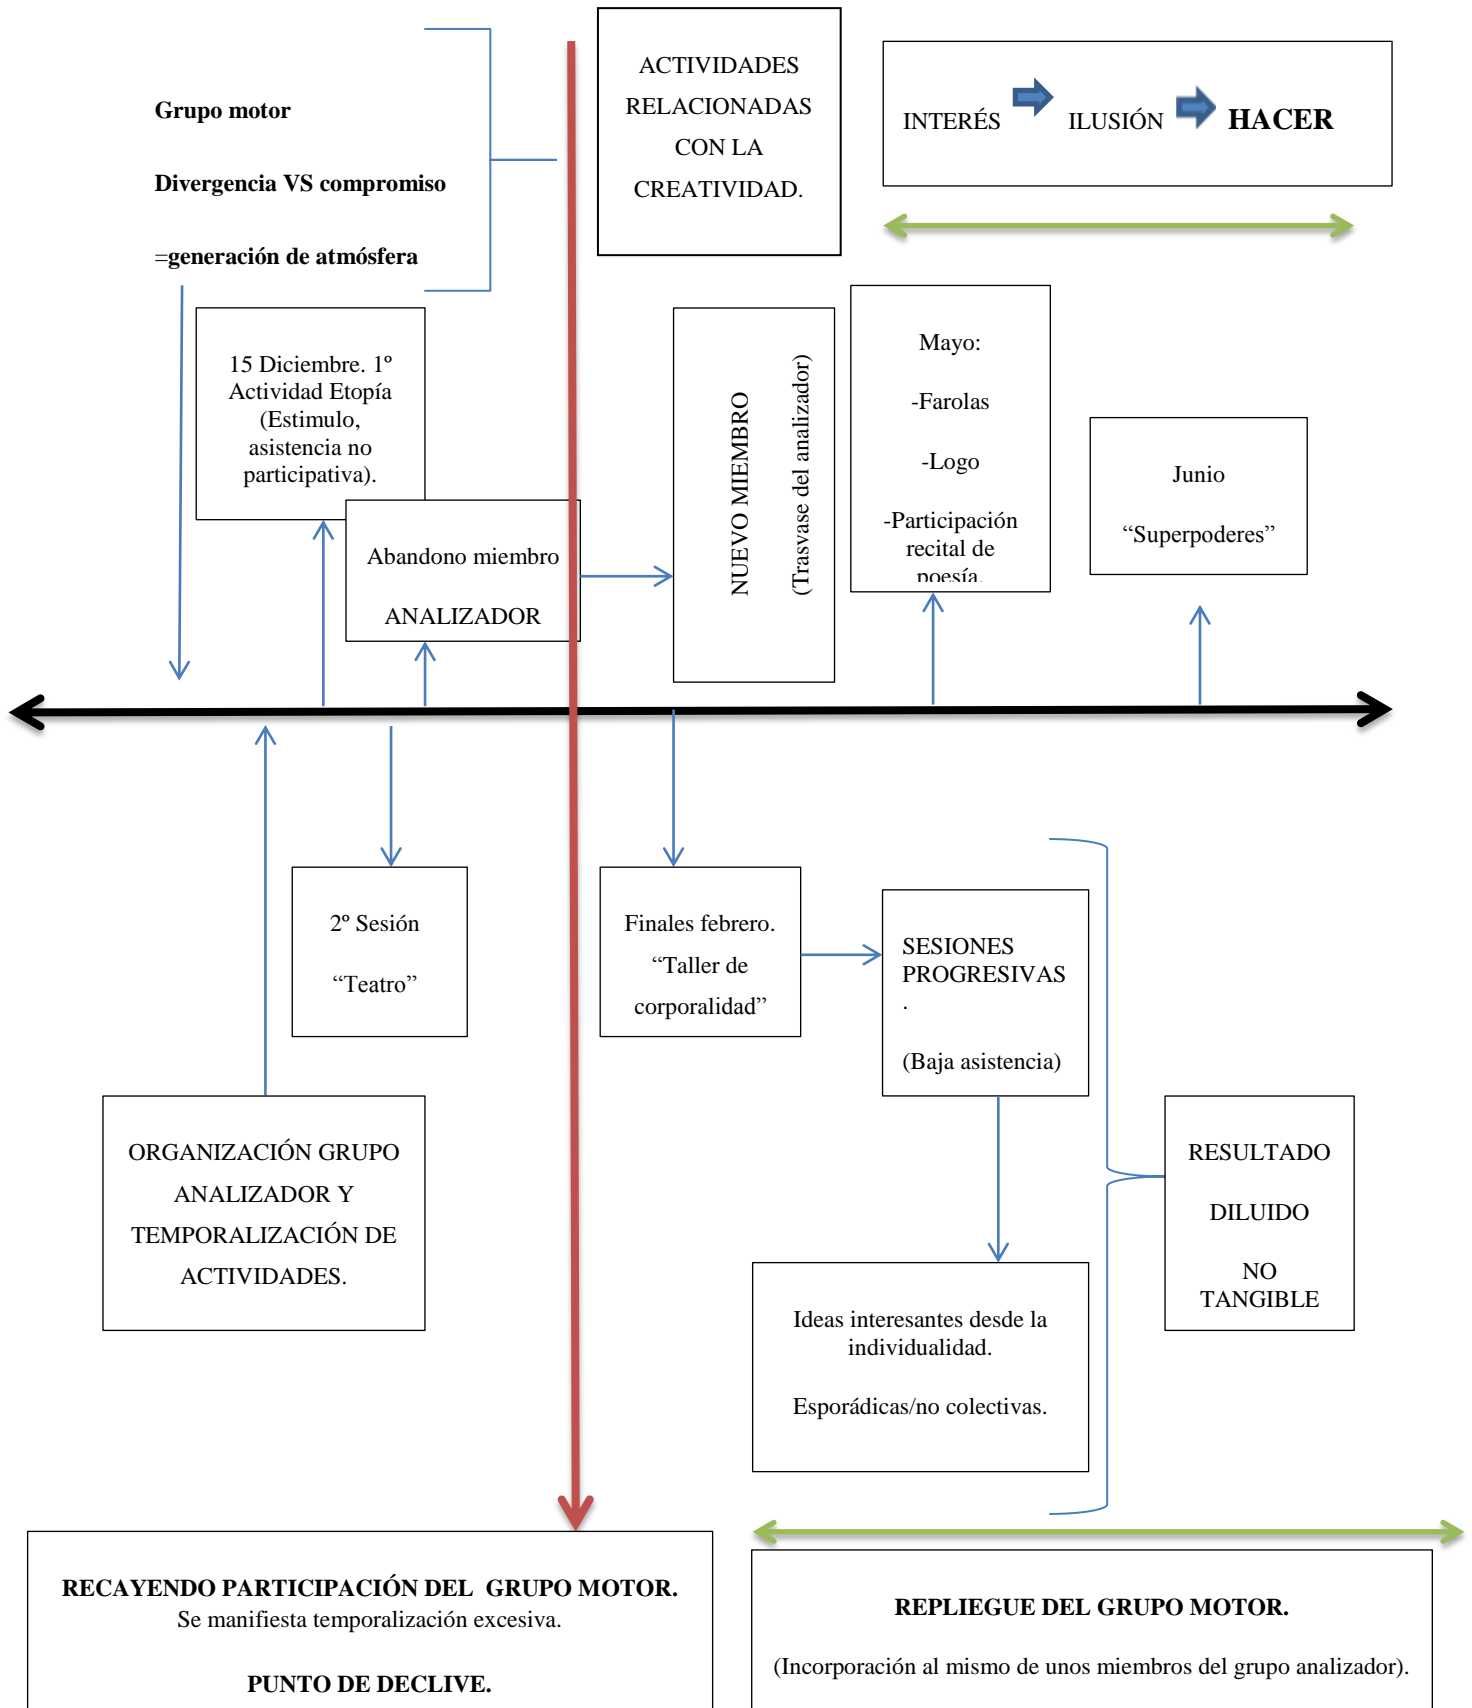 Grupo motor
Divergencia VS compromiso
=generación de atmósfera
ACTIVIDADES
RELACIONADAS
CON LA
CREATIVIDAD.
INTERÉS ILUSIÓN HACER
15 Diciembre. 1º
Actividad Etopía
(Estimulo,
asistencia no
participativa).
Abandono miembro
ANALIZADOR
NUEVO MIEMBRO
(Trasvase del analizador)
Mayo:
-Farolas
-Logo
-Participación
recital de
poesía.
Junio
“Superpoderes”
2º Sesión
“Teatro”
Finales febrero.
“Taller de
corporalidad”
SESIONES
PROGRESIVAS
.
(Baja asistencia)
ORGANIZACIÓN GRUPO
ANALIZADOR Y
TEMPORALIZACIÓN DE
ACTIVIDADES.
RESULTADO
DILUIDO
NO
TANGIBLE
Ideas interesantes desde la
individualidad.
Esporádicas/no colectivas.
RECAYENDO PARTICIPACIÓN DEL GRUPO MOTOR.
Se manifiesta temporalización excesiva.
PUNTO DE DECLIVE.
REPLIEGUE DEL GRUPO MOTOR.
(Incorporación al mismo de unos miembros del grupo analizador).